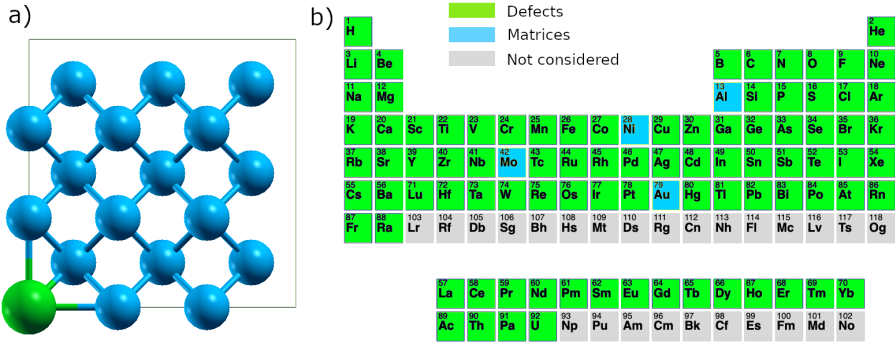 a)
b)
Defects
Matrices
Not considered
1 2
H He
3 4 5 6 7 8 9 10
Li Be B C N O F Ne
11 12 13 14 15 16 17 18
Na Mg Al Si P S Cl Ar
19 20 21 22 23 24 25 26 27 28 29 30 31 32 33 34 35 36
K Ca Sc Ti V Cr Mn Fe Co Ni Cu Zn Ga Ge As Se Br Kr
37 38 39 40 41 42 43 44 45 46 47 48 49 50 51 52 53 54
Rb Sr Y Zr Nb Mo Tc Ru Rh Pd Ag Cd In Sn Sb Te I Xe
55 56 71 72 73 74 75 76 77 78 79 80 81 82 83 84 85 86
Cs Ba Lu Hf Ta W Re Os Ir Pt Au Hg Tl Pb Bi Po At Rn
87 88 103 104 105 106 107 108 109 110 111 112 113 114 115 116 117 118
Fr Ra Lr Rf Db Sg Bh Hs Mt Ds Rg Cn Nh Fl Mc Lv Ts Og
57 58 59 60 61 62 63 64 65 66 67 68 69 70
La Ce Pr Nd Pm Sm Eu Gd Tb Dy Ho Er Tm Yb
89 90 91 92 93 94 95 96 97 98 99 100 101 102
Ac Th Pa U Np Pu Am Cm Bk Cf Es Fm Md No